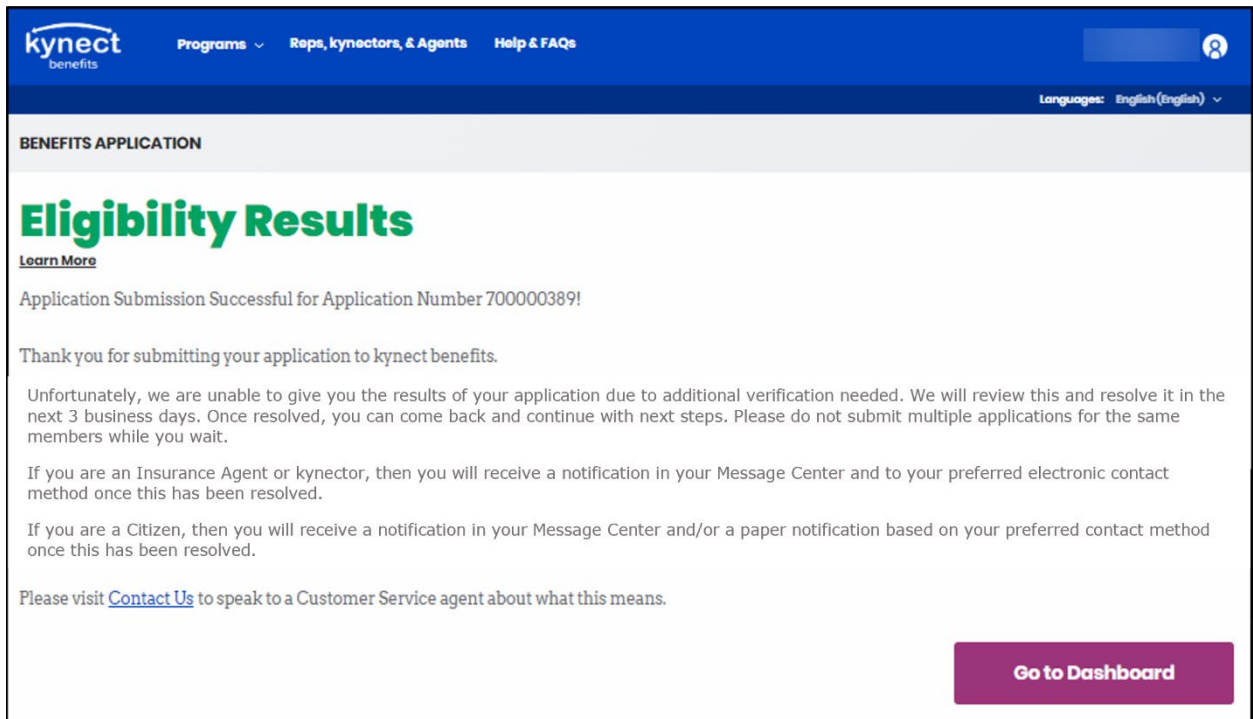 kynect
benefits
Programs
Reps, kynectors, & Agents
Help & FAQs
Languages: English (English)
BENEFITS APPLICATION
Eligibility Results
Learn More
Application Submission Successful for Application Number 700000389!
Thank you for submitting your application to kynect benefits.
Unfortunately, we are unable to give you the results of your application due to additional verification needed. We will review this and resolve it in the
next 3 business days. Once resolved, you can come back and continue with next steps. Please do not submit multiple applications for the same
members while you wait.
If you are an Insurance Agent or kynector, then you will receive a notification in your Message Center and to your preferred electronic contact
method once this has been resolved.
If you are a Citizen, then you will receive a notification in your Message Center and/or a paper notification based on your preferred contact method
once this has been resolved.
Please visit Contact Us to speak to a Customer Service agent about what this means.
Go to Dashboard